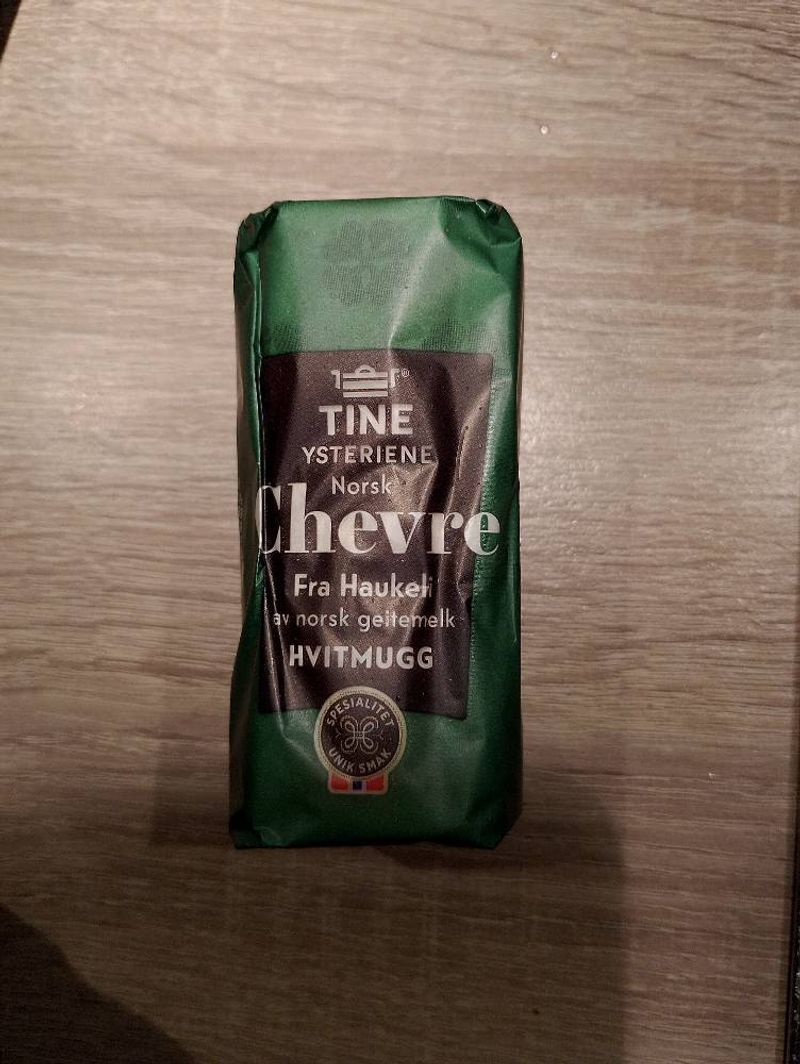 TINE
YSTERIENE
Norsk
Chevre
Fra Haukeli
av norsk geitemelk
HVITMUGG
SPESIALITET
UNIK SMAK